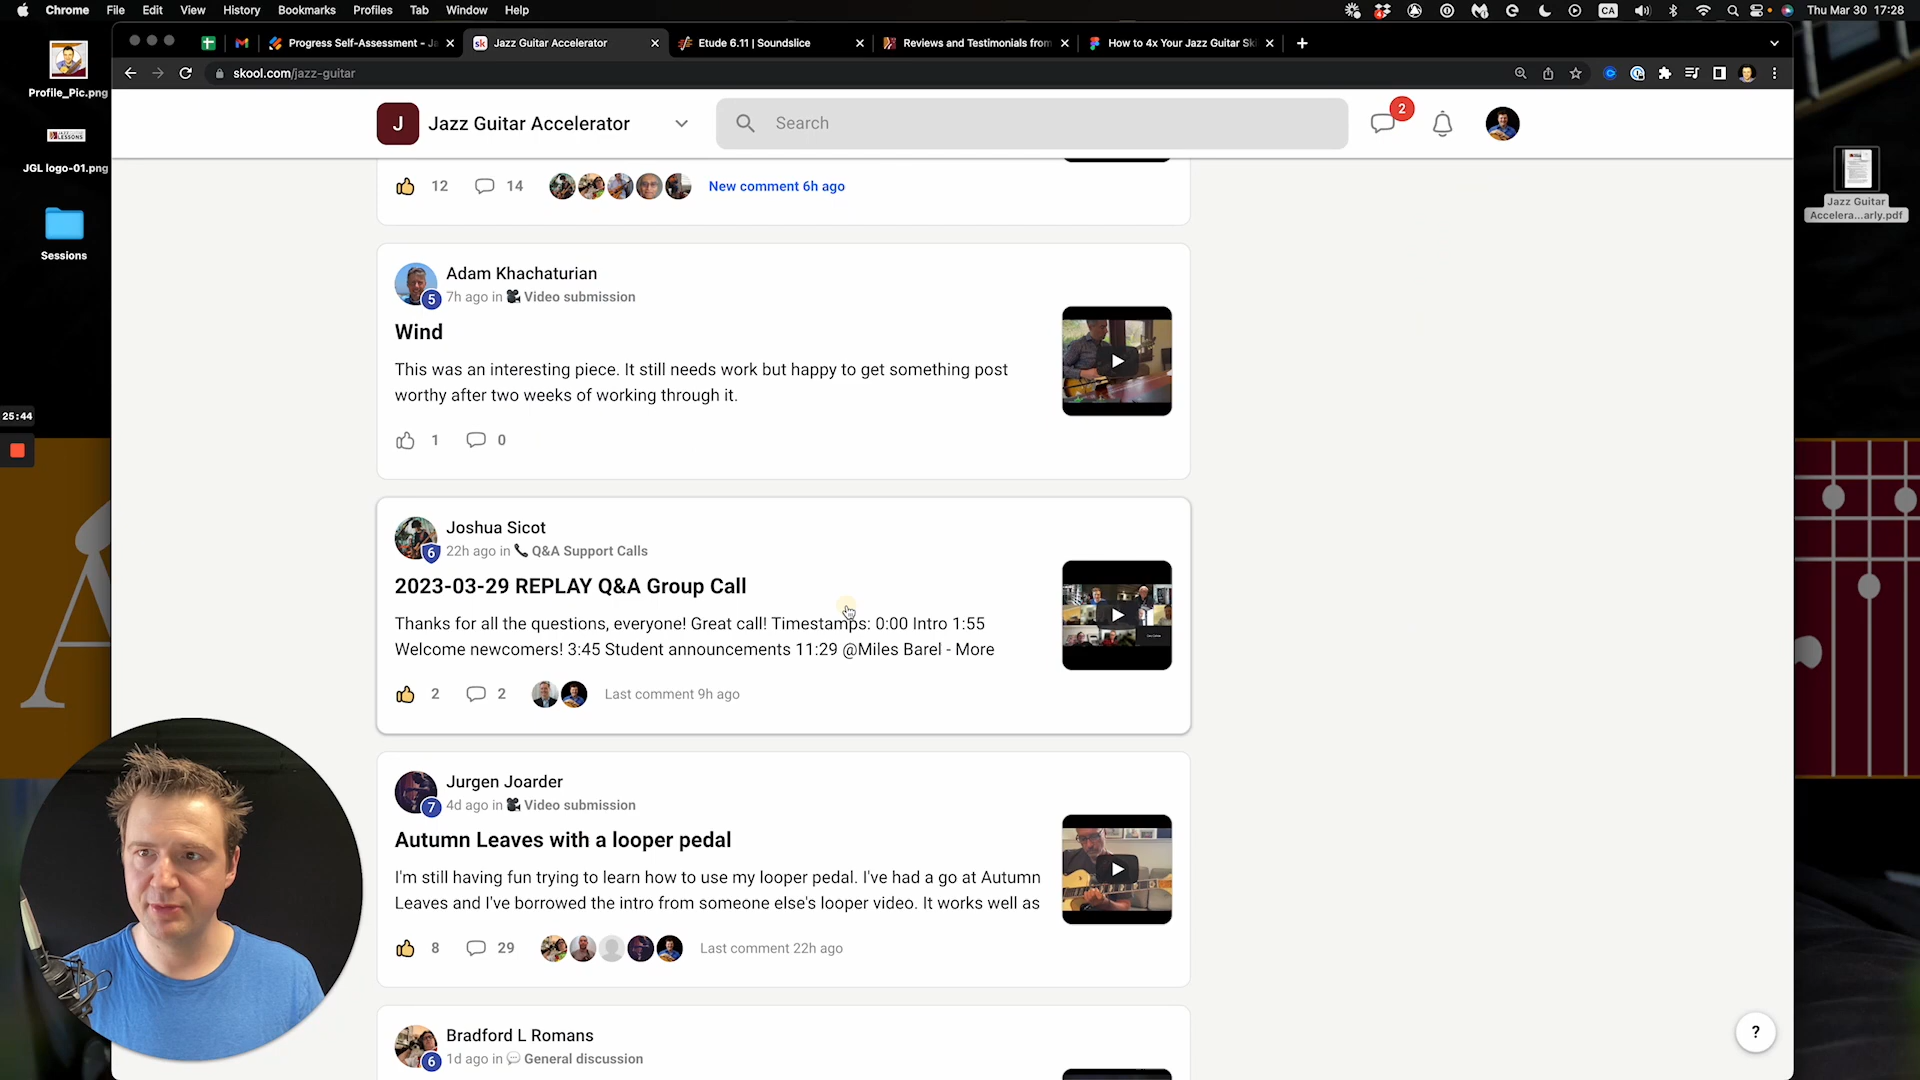 Chrome File Edit View History Bookmarks Profiles Tab Window Help
4 CA Thu Mar 30 17:28
Progress Self-Assessment - Ja
Jazz Guitar Accelerator
Etude 6.11 | Soundslice
Reviews and Testimonials from
How to 4x Your Jazz Guitar Ski
skool.com/jazz-guitar
Profile_Pic.png
LESSONS
JGL logo-01.png
Sessions
25:44
Jazz Guitar
Accelera...arly.pdf
J Jazz Guitar Accelerator
Search
2
12 14 New comment 6h ago
Adam Khachaturian
5 7h ago in Video submission
Wind
This was an interesting piece. It still needs work but happy to get something post
worthy after two weeks of working through it.
1 0
Joshua Sicot
6 22h ago in Q&A Support Calls
2023-03-29 REPLAY Q&A Group Call
Thanks for all the questions, everyone! Great call! Timestamps: 0:00 Intro 1:55
Welcome newcomers! 3:45 Student announcements 11:29 @Miles Barel - More
2 2 Last comment 9h ago
Jurgen Joarder
7 4d ago in Video submission
Autumn Leaves with a looper pedal
I'm still having fun trying to learn how to use my looper pedal. I've had a go at Autumn
Leaves and I've borrowed the intro from someone else's looper video. It works well as
8 29 Last comment 22h ago
Bradford L Romans
6 1d ago in General discussion
?
A